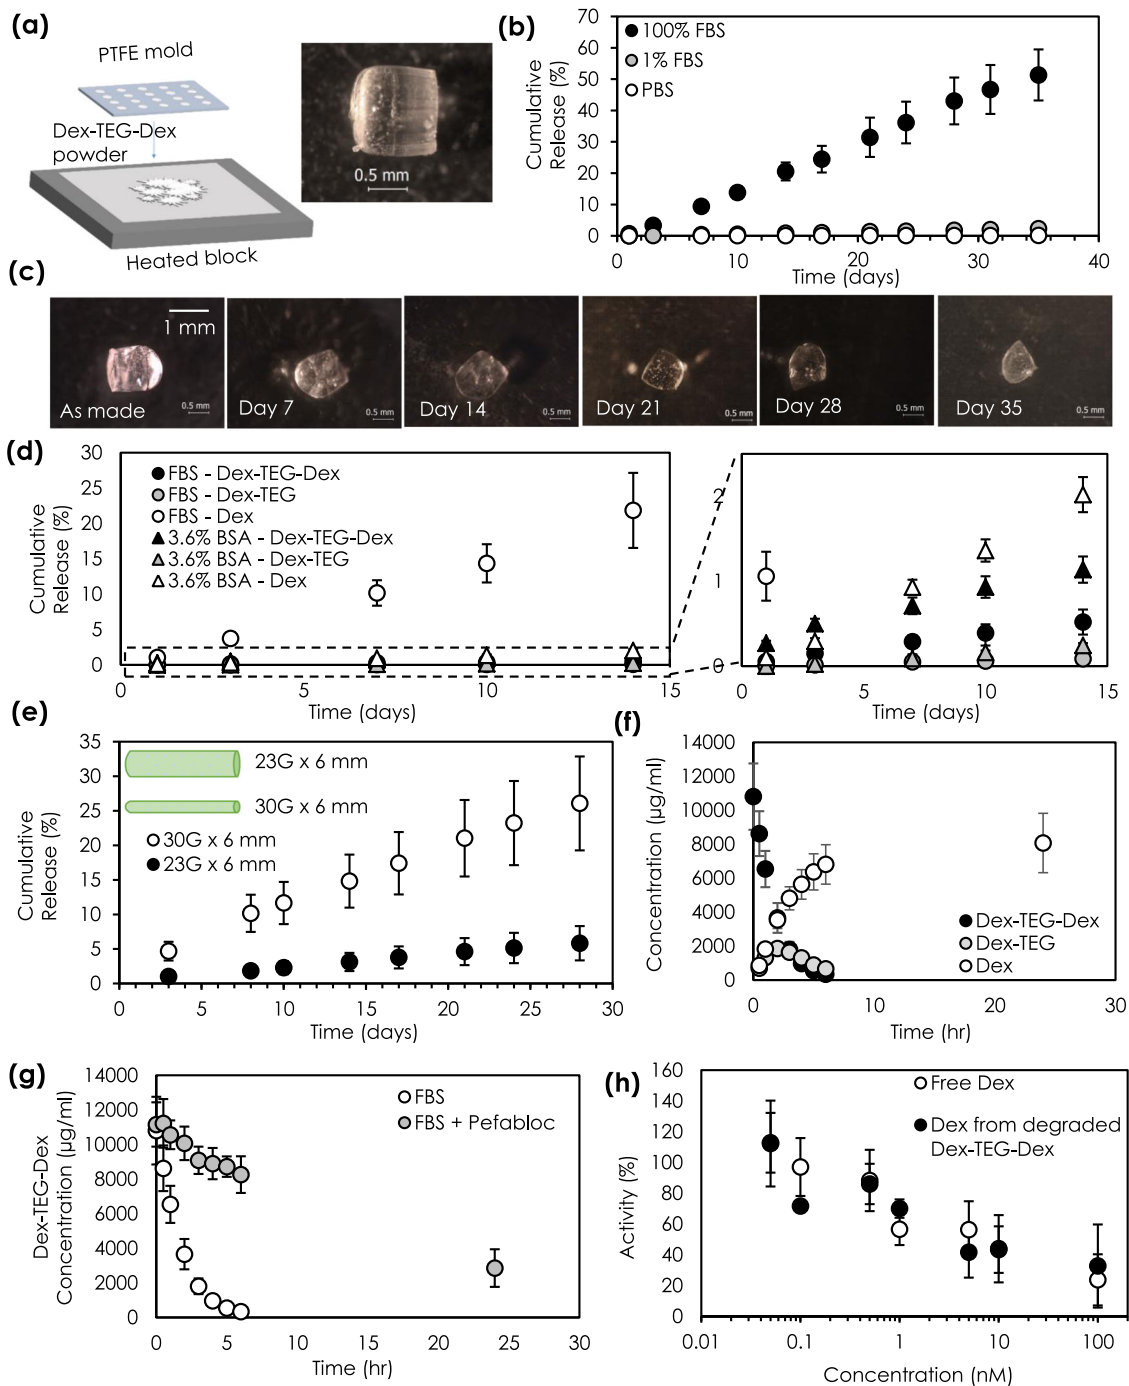 (a)
PTFE mold
Dex-TEG-Dex
powder
Heated block
0.5 mm
(b)
Cumulative
Release (%)
70
60
50
40
30
20
10
0
100% FBS
1% FBS
PBS
0 10 20 30 40
Time (days)
(c)
1 mm
As made
0.5 mm
Day 7
0.5 mm
Day 14
0.5 mm
Day 21
0.5 mm
Day 28
0.5 mm
Day 35
0.5 mm
(d)
Cumulative
Release (%)
30
25
20
15
10
5
0
FBS - Dex-TEG-Dex
FBS - Dex-TEG
FBS - Dex
3.6% BSA - Dex-TEG-Dex
3.6% BSA - Dex-TEG
3.6% BSA - Dex
0 5 10 15
Time (days)
2
1
0
0 5 10 15
Time (days)
(e)
Cumulative
Release (%)
35
30
25
20
15
10
5
0
23G x 6 mm
30G x 6 mm
30G x 6 mm
23G x 6 mm
0 5 10 15 20 25 30
Time (days)
(f)
Concentration (µg/ml)
14000
12000
10000
8000
6000
4000
2000
0
Dex-TEG-Dex
Dex-TEG
Dex
0 10 20 30
Time (hr)
(g)
Dex-TEG-Dex
Concentration (µg/ml)
14000
12000
10000
8000
6000
4000
2000
0
FBS
FBS + Pefabloc
0 5 10 15 20 25 30
Time (hr)
(h)
Activity (%)
160
140
120
100
80
60
40
20
0
Free Dex
Dex from degraded
Dex-TEG-Dex
0.01 0.1 1 10 100
Concentration (nM)